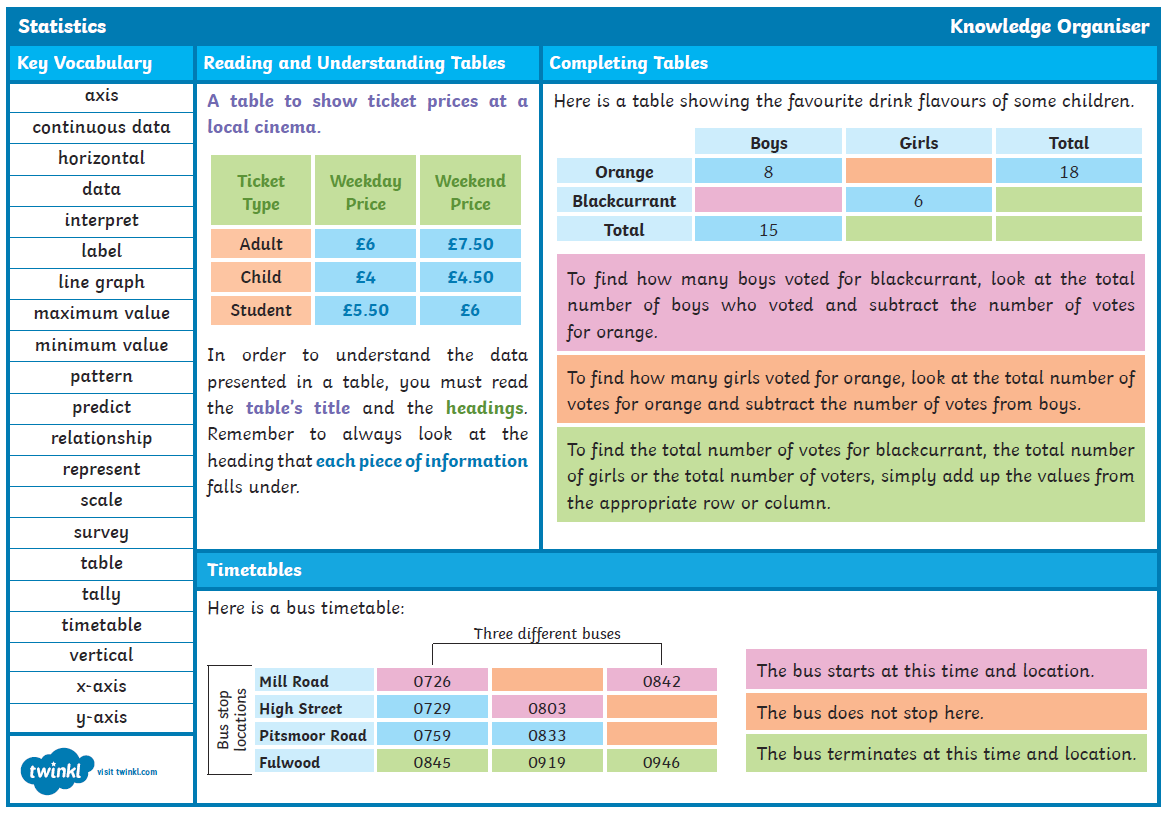 Statistics
Knowledge Organiser
Key Vocabulary
axis
continuous data
horizontal
data
interpret
label
line graph
maximum value
minimum value
pattern
predict
relationship
represent
scale
survey
table
tally
timetable
vertical
x-axis
y-axis
twinkl
visit twinkl.com
Reading and Understanding Tables
A table to show ticket prices at a
local cinema.
Ticket Type Weekday Price Weekend Price
Adult £6 £7.50
Child £4 £4.50
Student £5.50 £6
In order to understand the data
presented in a table, you must read
the table's title and the headings.
Remember to always look at the
heading that each piece of information
falls under.
Completing Tables
Here is a table showing the favourite drink flavours of some children.
Boys Girls Total
Orange 8 18
Blackcurrant 6
Total 15
To find how many boys voted for blackcurrant, look at the total
number of boys who voted and subtract the number of votes
for orange.
To find how many girls voted for orange, look at the total number of
votes for orange and subtract the number of votes from boys.
To find the total number of votes for blackcurrant, the total number
of girls or the total number of voters, simply add up the values from
the appropriate row or column.
Timetables
Here is a bus timetable:
Three different buses
Bus stop
locations
Mill Road 0726 0842
High Street 0729 0803
Pitsmoor Road 0759 0833
Fulwood 0845 0919 0946
The bus starts at this time and location.
The bus does not stop here.
The bus terminates at this time and location.